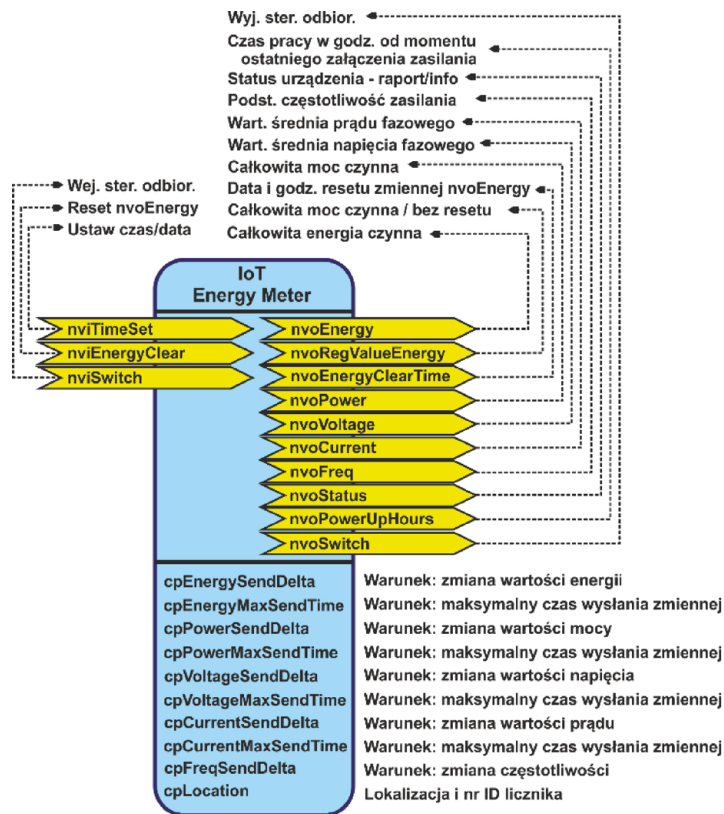 Wyj. ster. odbior.
Czas pracy w godz. od momentu
ostatniego załączenia zasilania
Status urządzenia - raport/info
Podst. częstotliwość zasilania
Wart. średnia prądu fazowego
Wart. średnia napięcia fazowego
Całkowita moc czynna
Data i godz. resetu zmiennej nvoEnergy
Całkowita moc czynna / bez resetu
Całkowita energia czynna
Wej. ster. odbior.
Reset nvoEnergy
Ustaw czas/data
IoT
Energy Meter
nviTimeSet
nviEnergyClear
nviSwitch
nvoEnergy
nvoRegValueEnergy
nvoEnergyClearTime
nvoPower
nvoVoltage
nvoCurrent
nvoFreq
nvoStatus
nvoPowerUpHours
nvoSwitch
cpEnergySendDelta Warunek: zmiana wartości energii
cpEnergyMaxSendTime Warunek: maksymalny czas wysłania zmiennej
cpPowerSendDelta Warunek: zmiana wartości mocy
cpPowerMaxSendTime Warunek: maksymalny czas wysłania zmiennej
cpVoltageSendDelta Warunek: zmiana wartości napięcia
cpVoltageMaxSendTime Warunek: maksymalny czas wysłania zmiennej
cpCurrentSendDelta Warunek: zmiana wartości prądu
cpCurrentMaxSendTime Warunek: maksymalny czas wysłania zmiennej
cpFreqSendDelta Warunek: zmiana częstotliwości
cpLocation Lokalizacja i nr ID licznika